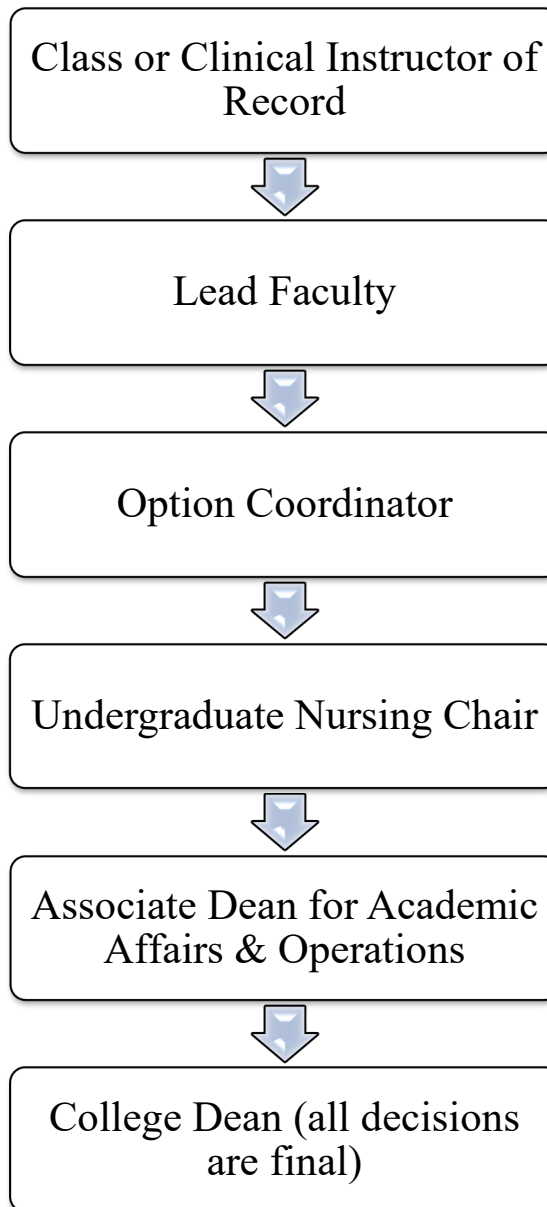 Class or Clinical Instructor of
Record
Lead Faculty
Option Coordinator
Undergraduate Nursing Chair
Associate Dean for Academic
Affairs & Operations
College Dean (all decisions
are final)